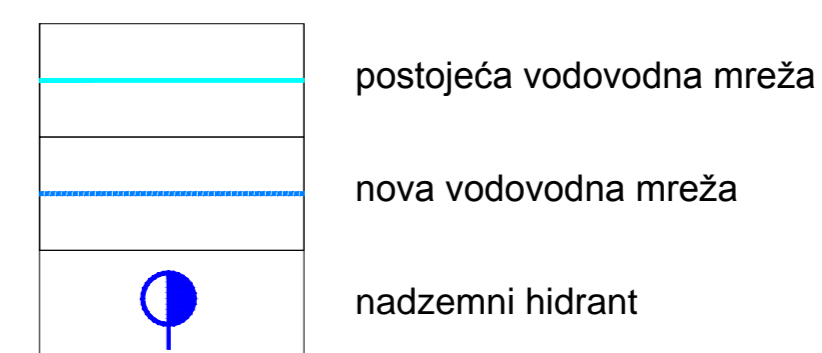 postojeća vodovodna mreža
nova vodovodna mreža
nadzemni hidrant